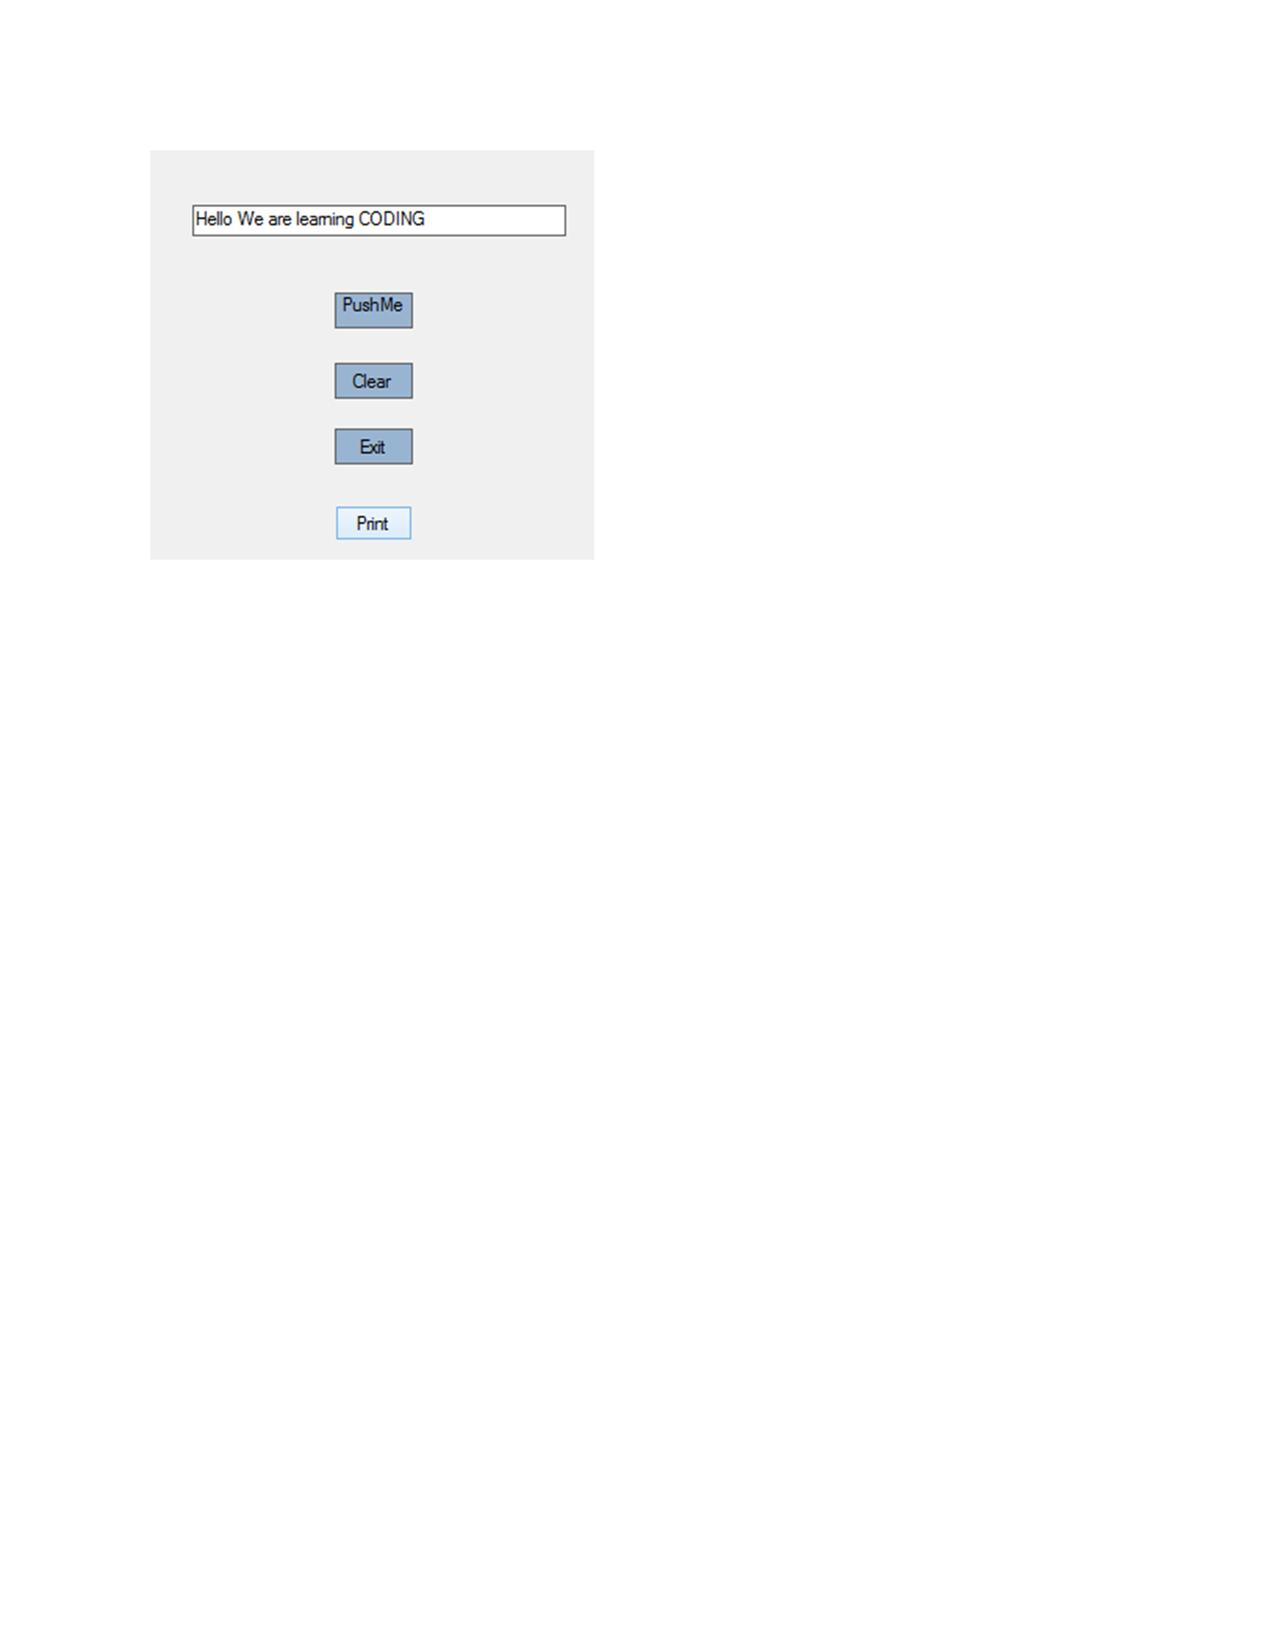 Hello We are learning CODING
PushMe
Clear
Exit
Print